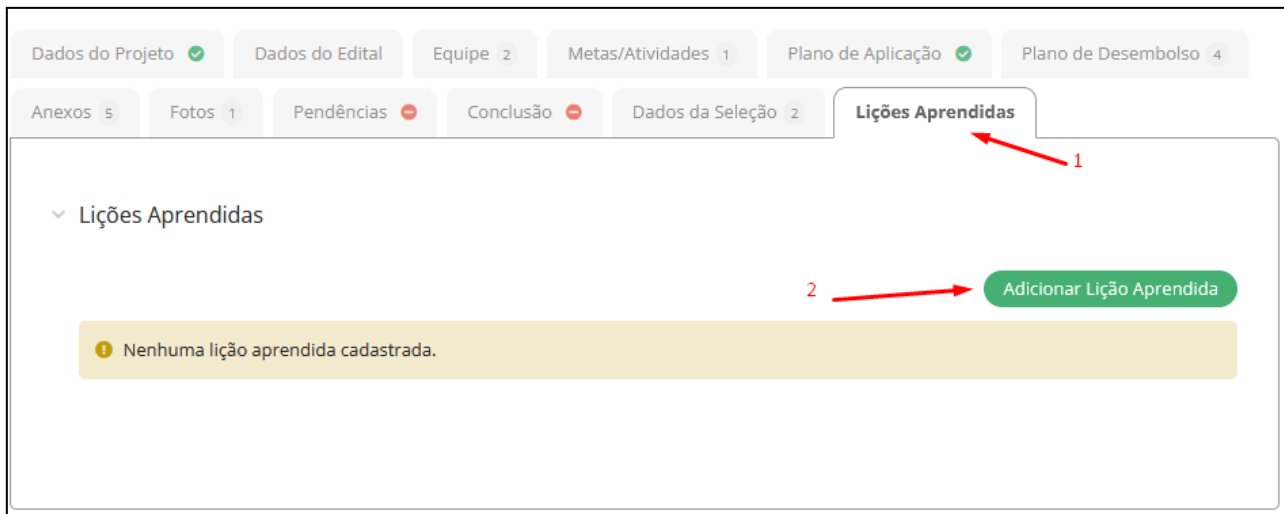 Dados do Projeto
Dados do Edital
Equipe 2
Metas/Atividades 1
Plano de Aplicação
Plano de Desembolso 4
Anexos 5
Fotos 1
Pendências
Conclusão
Dados da Seleção 2
Lições Aprendidas
1
Lições Aprendidas
2
Adicionar Lição Aprendida
Nenhuma lição aprendida cadastrada.